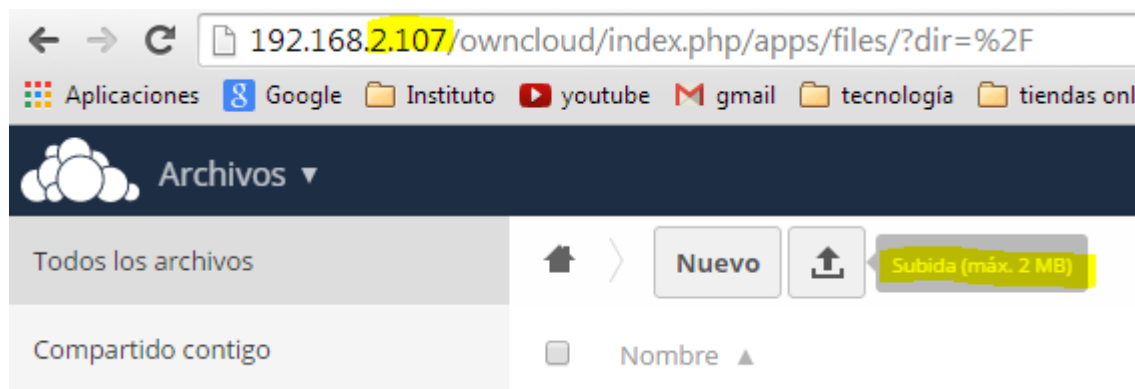 192.168.2.107/owncloud/index.php/apps/files/?dir=%2F
Aplicaciones Google Instituto youtube gmail tecnología tiendas onl
Archivos ▾
Todos los archivos Nuevo Subida (máx. 2 MB)
Compartido contigo Nombre ▲